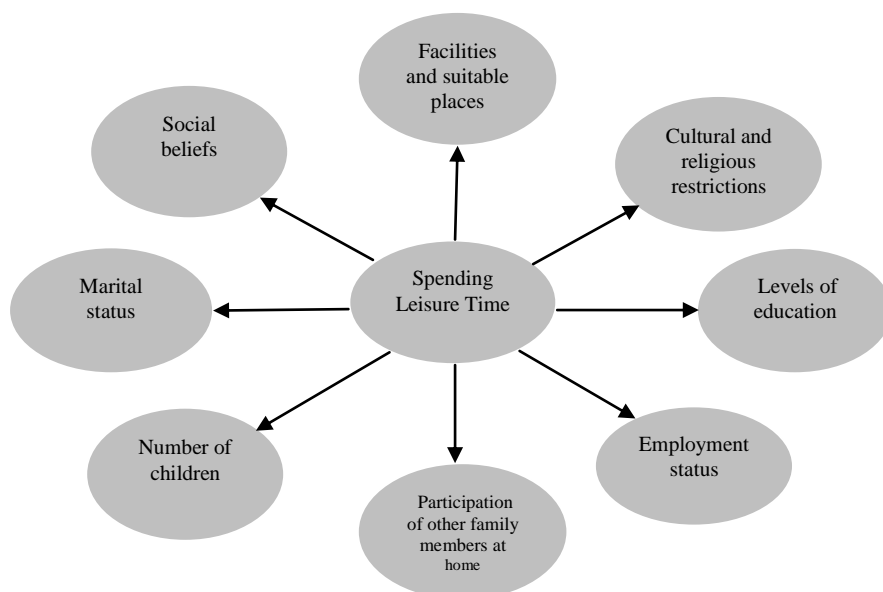 Facilities
and suitable
places
Social
beliefs
Cultural and
religious
restrictions
Marital
status
Spending
Leisure Time
Levels of
education
Number of
children
Participation
of other family
members at
home
Employment
status